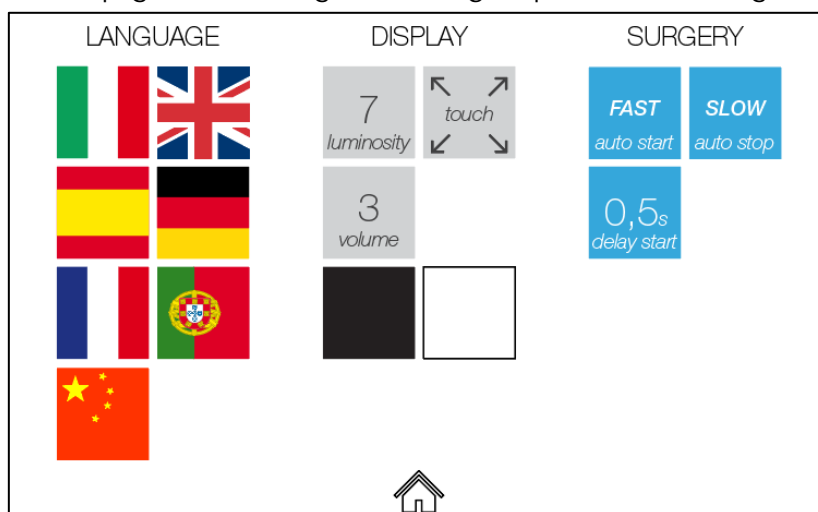 LANGUAGE
DISPLAY
SURGERY
7
luminosity
touch
3
volume
FAST
auto start
SLOW
auto stop
0,5s
delay start